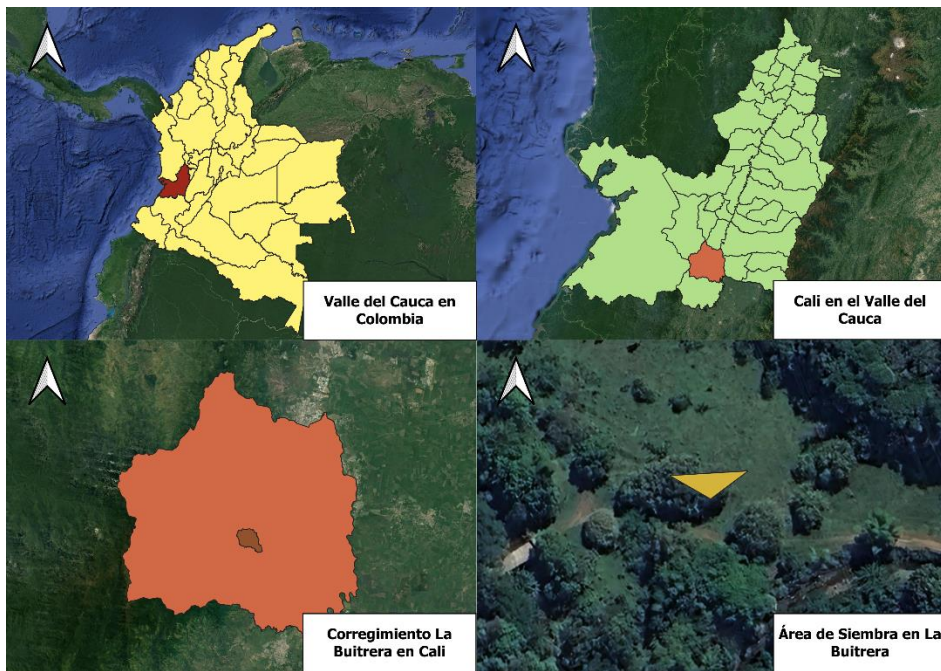 Valle del Cauca en
Colombia
Cali en el Valle del
Cauca
Corregimiento La
Buitrera en Cali
Área de Siembra en La
Buitrera